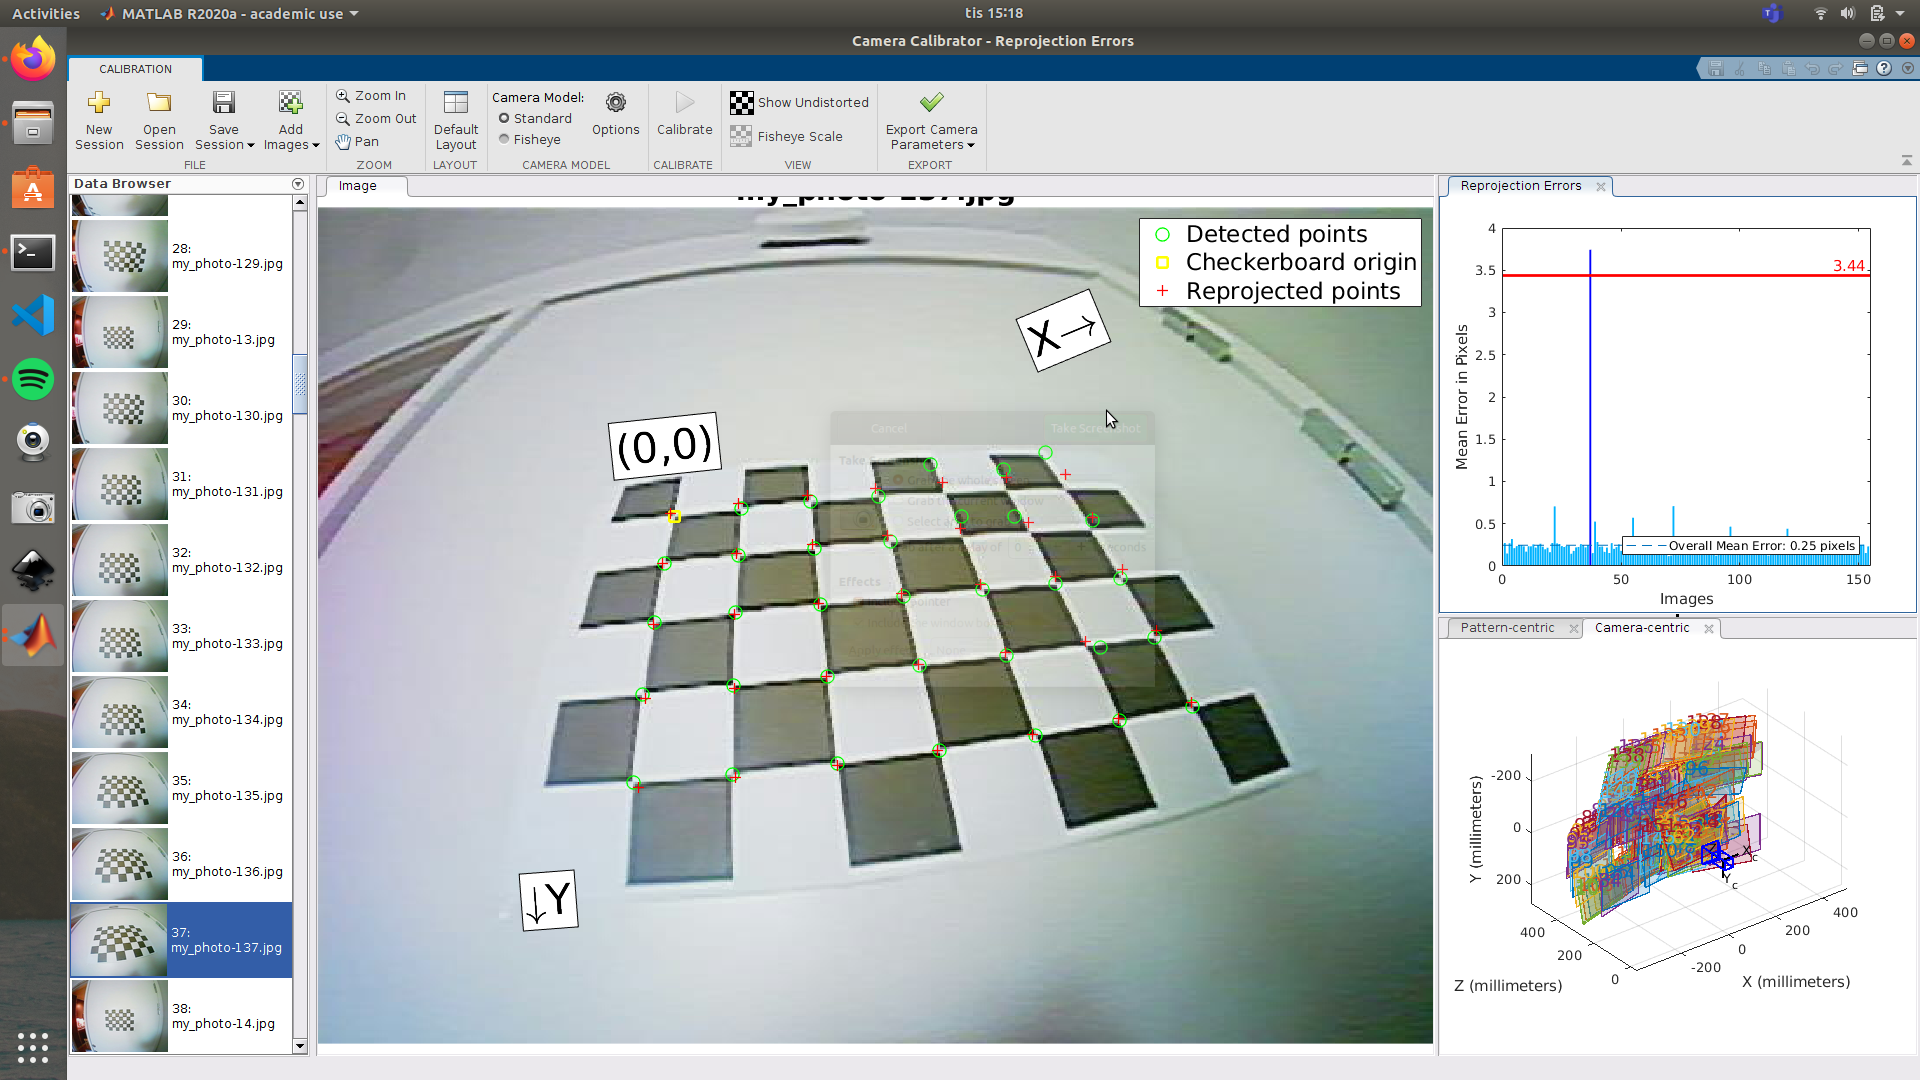 Activities
MATLAB R2020a - academic use
tis 15:18
Camera Calibrator - Reprojection Errors
CALIBRATION
New Session
Open Session
Save Session
Add Images
FILE
Zoom In
Zoom Out
Pan
ZOOM
Default Layout
LAYOUT
Camera Model:
Standard
Fisheye
Options
CAMERA MODEL
Calibrate
CALIBRATE
Show Undistorted
Fisheye Scale
VIEW
Export Camera Parameters
EXPORT
Data Browser
28:
my_photo-129.jpg
29:
my_photo-13.jpg
30:
my_photo-130.jpg
31:
my_photo-131.jpg
32:
my_photo-132.jpg
33:
my_photo-133.jpg
34:
my_photo-134.jpg
35:
my_photo-135.jpg
36:
my_photo-136.jpg
37:
my_photo-137.jpg
38:
my_photo-14.jpg
Image
my_photo-137.jpg
Detected points
Checkerboard origin
Reprojected points
X→
(0,0)
↓Y
Cancel
Take Screenshot
Effects
Reprojection Errors
4
3.5
3
2.5
2
1.5
1
0.5
0
3.44
Mean Error in Pixels
Overall Mean Error: 0.25 pixels
0
50
100
150
Images
Pattern-centric
Camera-centric
-200
0
200
Y (millimeters)
400
200
0
Z (millimeters)
-200
0
200
400
X (millimeters)
X c
Y c